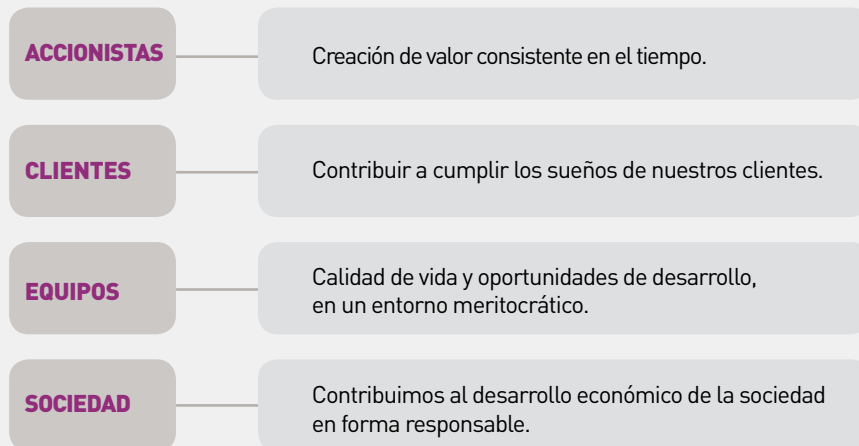 ACCIONISTAS
Creación de valor consistente en el tiempo.
CLIENTES
Contribuir a cumplir los sueños de nuestros clientes.
EQUIPOS
Calidad de vida y oportunidades de desarrollo,
en un entorno meritocrático.
SOCIEDAD
Contribuimos al desarrollo económico de la sociedad
en forma responsable.